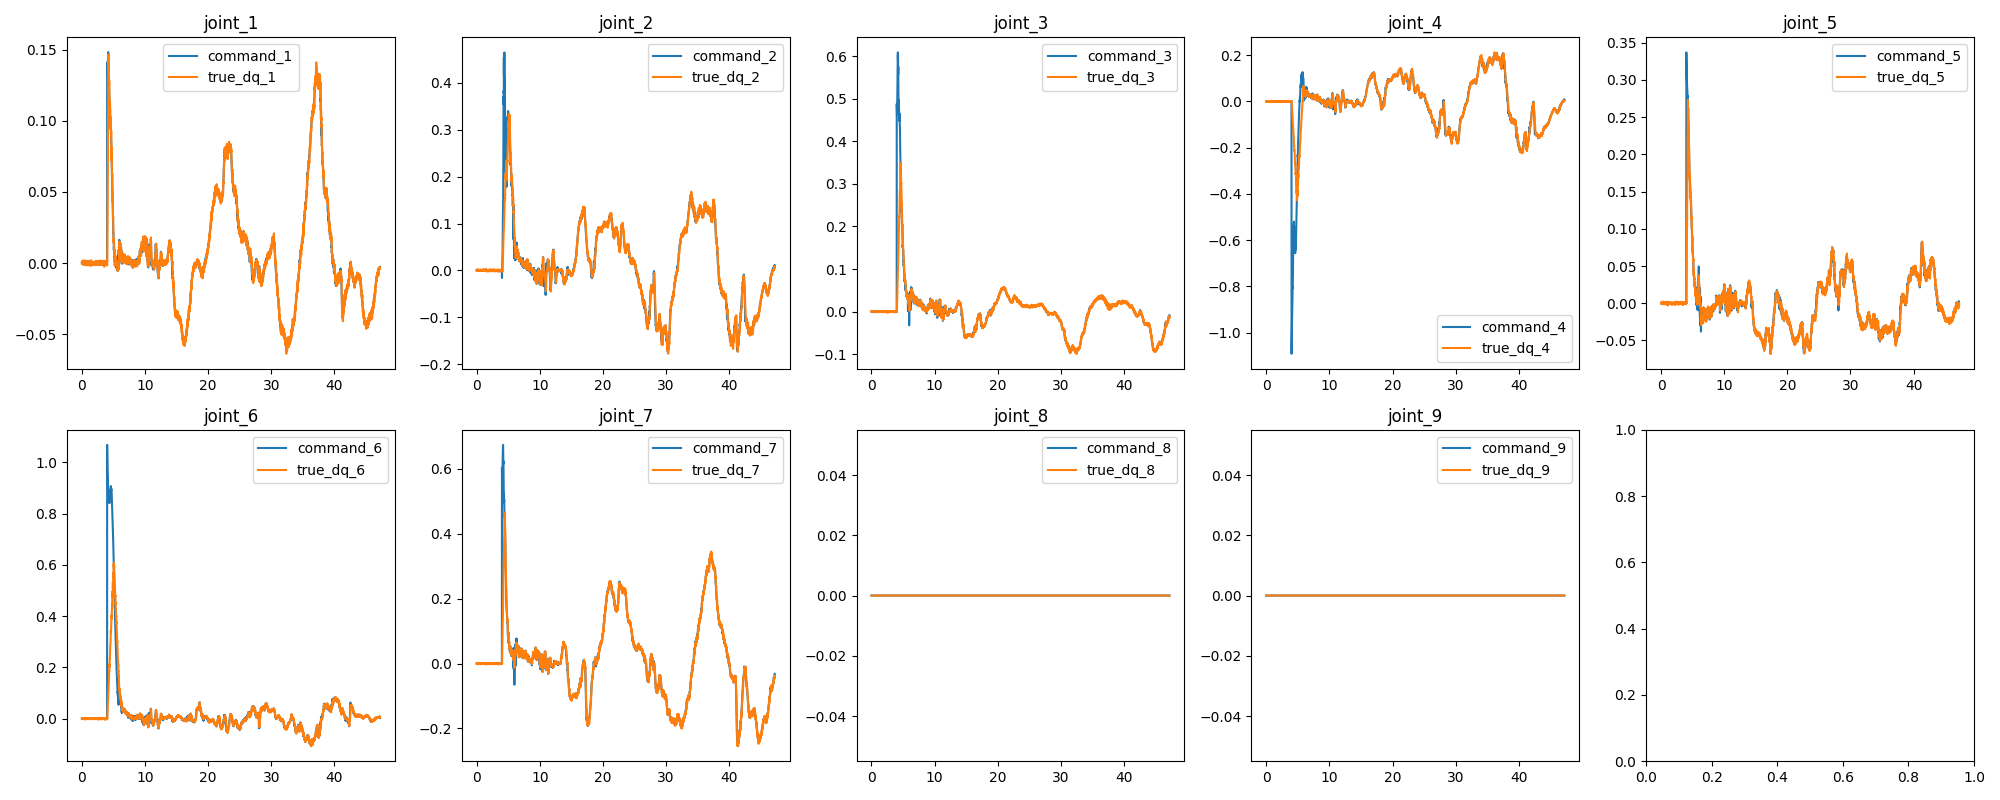 joint_1
0.15
0.10
0.05
0.00
−0.05
0 10 20 30 40
command_1
true_dq_1
joint_2
0.4
0.3
0.2
0.1
0.0
−0.1
−0.2
0 10 20 30 40
command_2
true_dq_2
joint_3
0.6
0.5
0.4
0.3
0.2
0.1
0.0
−0.1
0 10 20 30 40
command_3
true_dq_3
joint_4
0.2
0.0
−0.2
−0.4
−0.6
−0.8
−1.0
0 10 20 30 40
command_4
true_dq_4
joint_5
0.35
0.30
0.25
0.20
0.15
0.10
0.05
0.00
−0.05
0 10 20 30 40
command_5
true_dq_5
joint_6
1.0
0.8
0.6
0.4
0.2
0.0
0 10 20 30 40
command_6
true_dq_6
joint_7
0.6
0.4
0.2
0.0
−0.2
0 10 20 30 40
command_7
true_dq_7
joint_8
0.04
0.02
0.00
−0.02
−0.04
0 10 20 30 40
command_8
true_dq_8
joint_9
0.04
0.02
0.00
−0.02
−0.04
0 10 20 30 40
command_9
true_dq_9
1.0
0.8
0.6
0.4
0.2
0.0
0.0 0.2 0.4 0.6 0.8 1.0